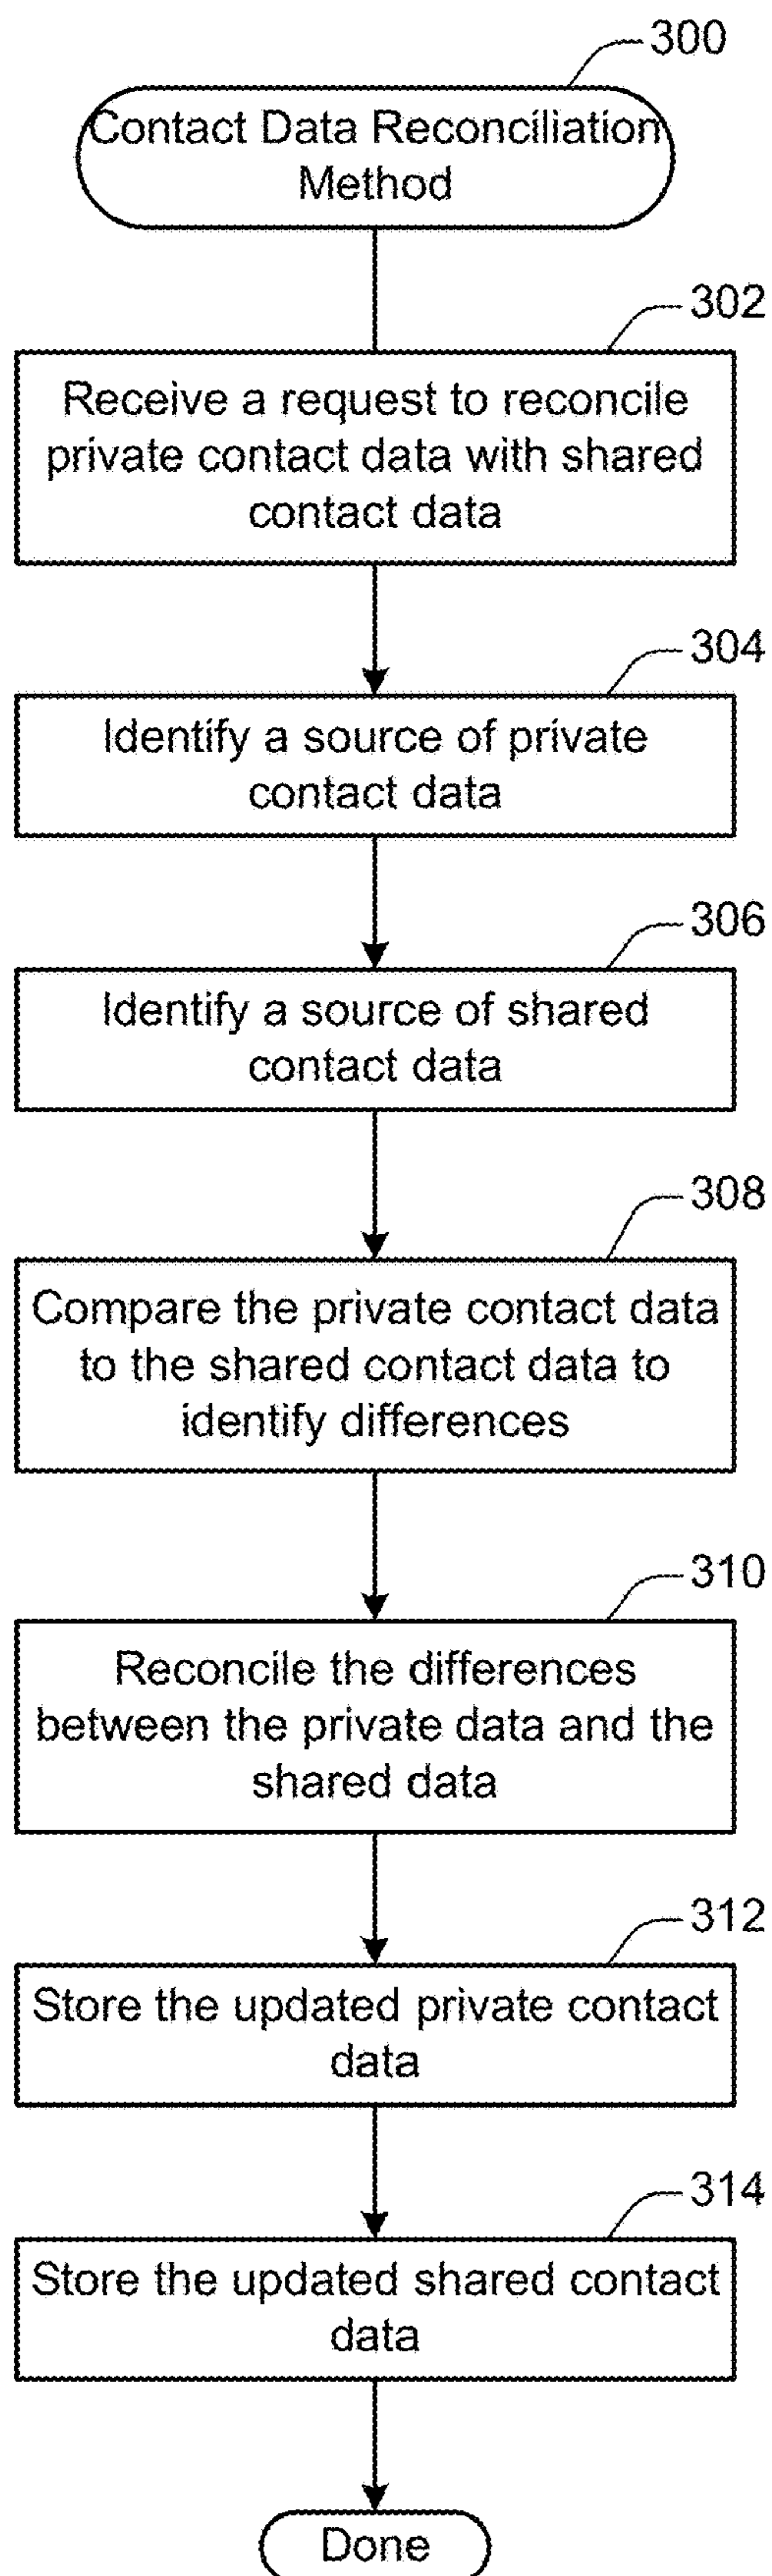 300
Contact Data Reconciliation
Method
302
Receive a request to reconcile
private contact data with shared
contact data
304
Identify a source of private
contact data
306
Identify a source of shared
contact data
308
Compare the private contact data
to the shared contact data to
identify differences
310
Reconcile the differences
between the private data and the
shared data
312
Store the updated private contact
data
314
Store the updated shared contact
data
Done